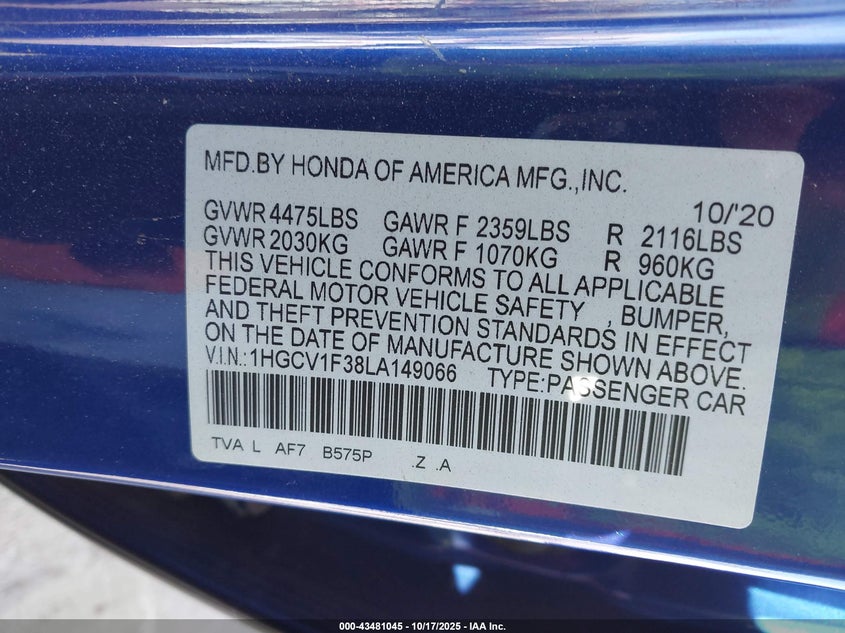 MFD.BY HONDA OF AMERICA MFG.,INC.
10/'20
GVWR 4475LBS GAWR F 2359LBS R 2116LBS
GVWR 2030KG GAWR F 1070KG R 960KG
THIS VEHICLE CONFORMS TO ALL APPLICABLE
FEDERAL MOTOR VEHICLE SAFETY , BUMPER,
AND THEFT PREVENTION STANDARDS IN EFFECT
ON THE DATE OF MANUFACTURE SHOWN ABOVE.
V.I.N.:1HGCV1F38LA149066 TYPE:PASSENGER CAR
TVA L AF7 B575P .Z .A
000-43481045 - 10/17/2025 - IAA Inc.